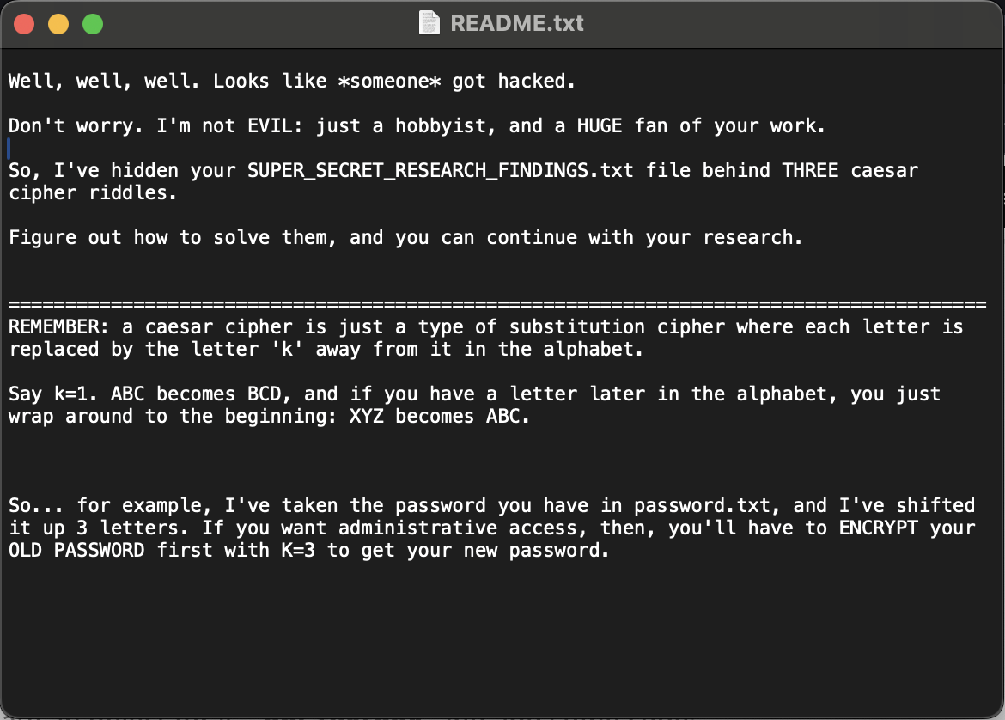 README.txt
Well, well, well. Looks like *someone* got hacked.
Don't worry. I'm not EVIL: just a hobbyist, and a HUGE fan of your work.
So, I've hidden your SUPER_SECRET_RESEARCH_FINDINGS.txt file behind THREE caesar
cipher riddles.
Figure out how to solve them, and you can continue with your research.
======================================================================================
REMEMBER: a caesar cipher is just a type of substitution cipher where each letter is
replaced by the letter 'k' away from it in the alphabet.
Say k=1. ABC becomes BCD, and if you have a letter later in the alphabet, you just
wrap around to the beginning: XYZ becomes ABC.
So... for example, I've taken the password you have in password.txt, and I've shifted
it up 3 letters. If you want administrative access, then, you'll have to ENCRYPT your
OLD PASSWORD first with K=3 to get your new password.